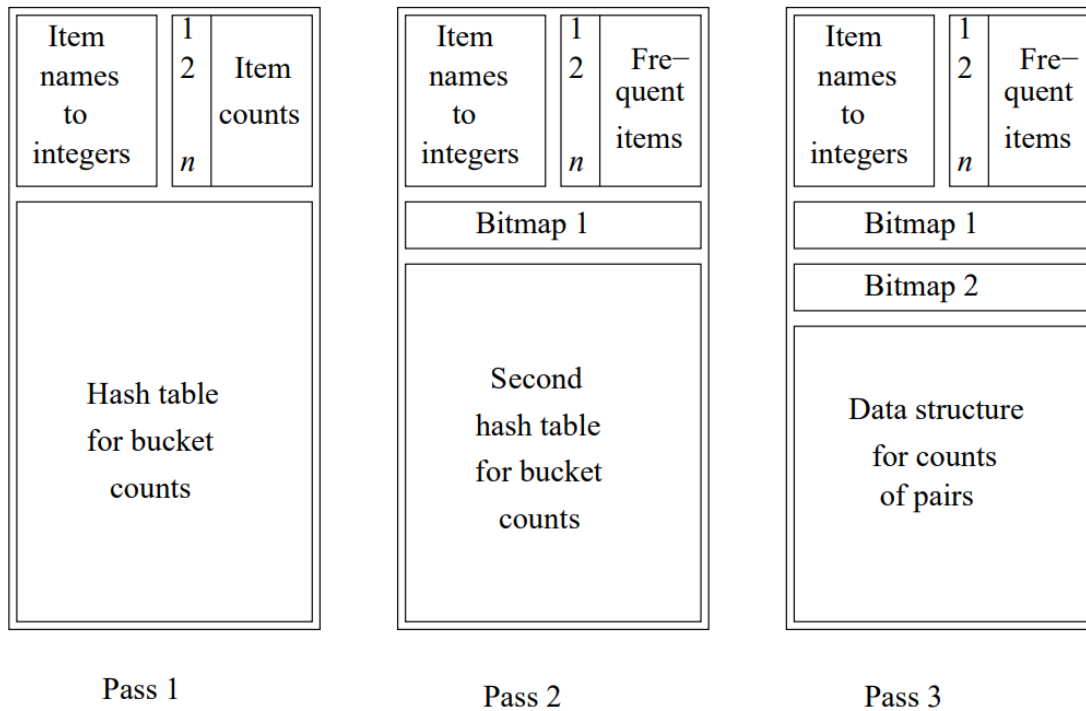 Item
names
to
integers
1
2
n
Item
counts
Hash table
for bucket
counts
Pass 1
Item
names
to
integers
1
2
n
Fre−
quent
items
Bitmap 1
Second
hash table
for bucket
counts
Pass 2
Item
names
to
integers
1
2
n
Fre−
quent
items
Bitmap 1
Bitmap 2
Data structure
for counts
of pairs
Pass 3